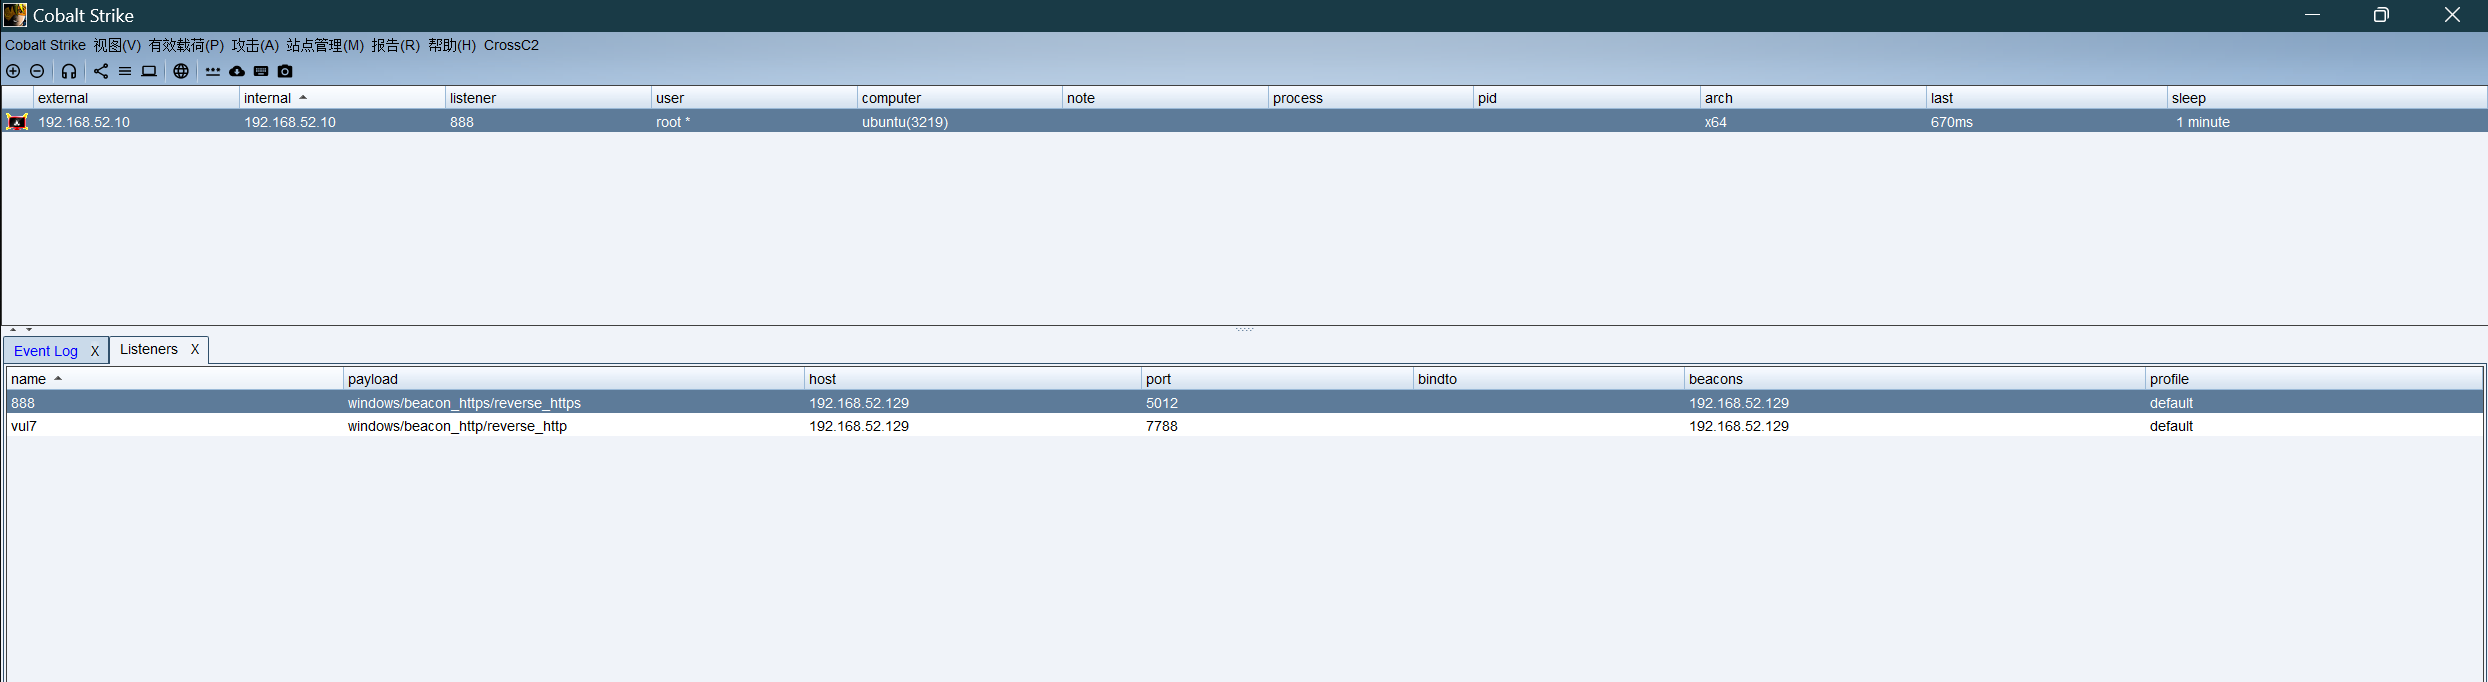 Cobalt Strike
Cobalt Strike 视图(V) 有效载荷(P) 攻击(A) 站点管理(M) 报告(R) 帮助(H) CrossC2
external internal listener user computer note process pid arch last sleep
192.168.52.10 192.168.52.10 888 root * ubuntu(3219) x64 670ms 1 minute
Event Log X Listeners X
name payload host port bindto beacons profile
888 windows/beacon_https/reverse_https 192.168.52.129 5012 192.168.52.129 default
vul7 windows/beacon_http/reverse_http 192.168.52.129 7788 192.168.52.129 default